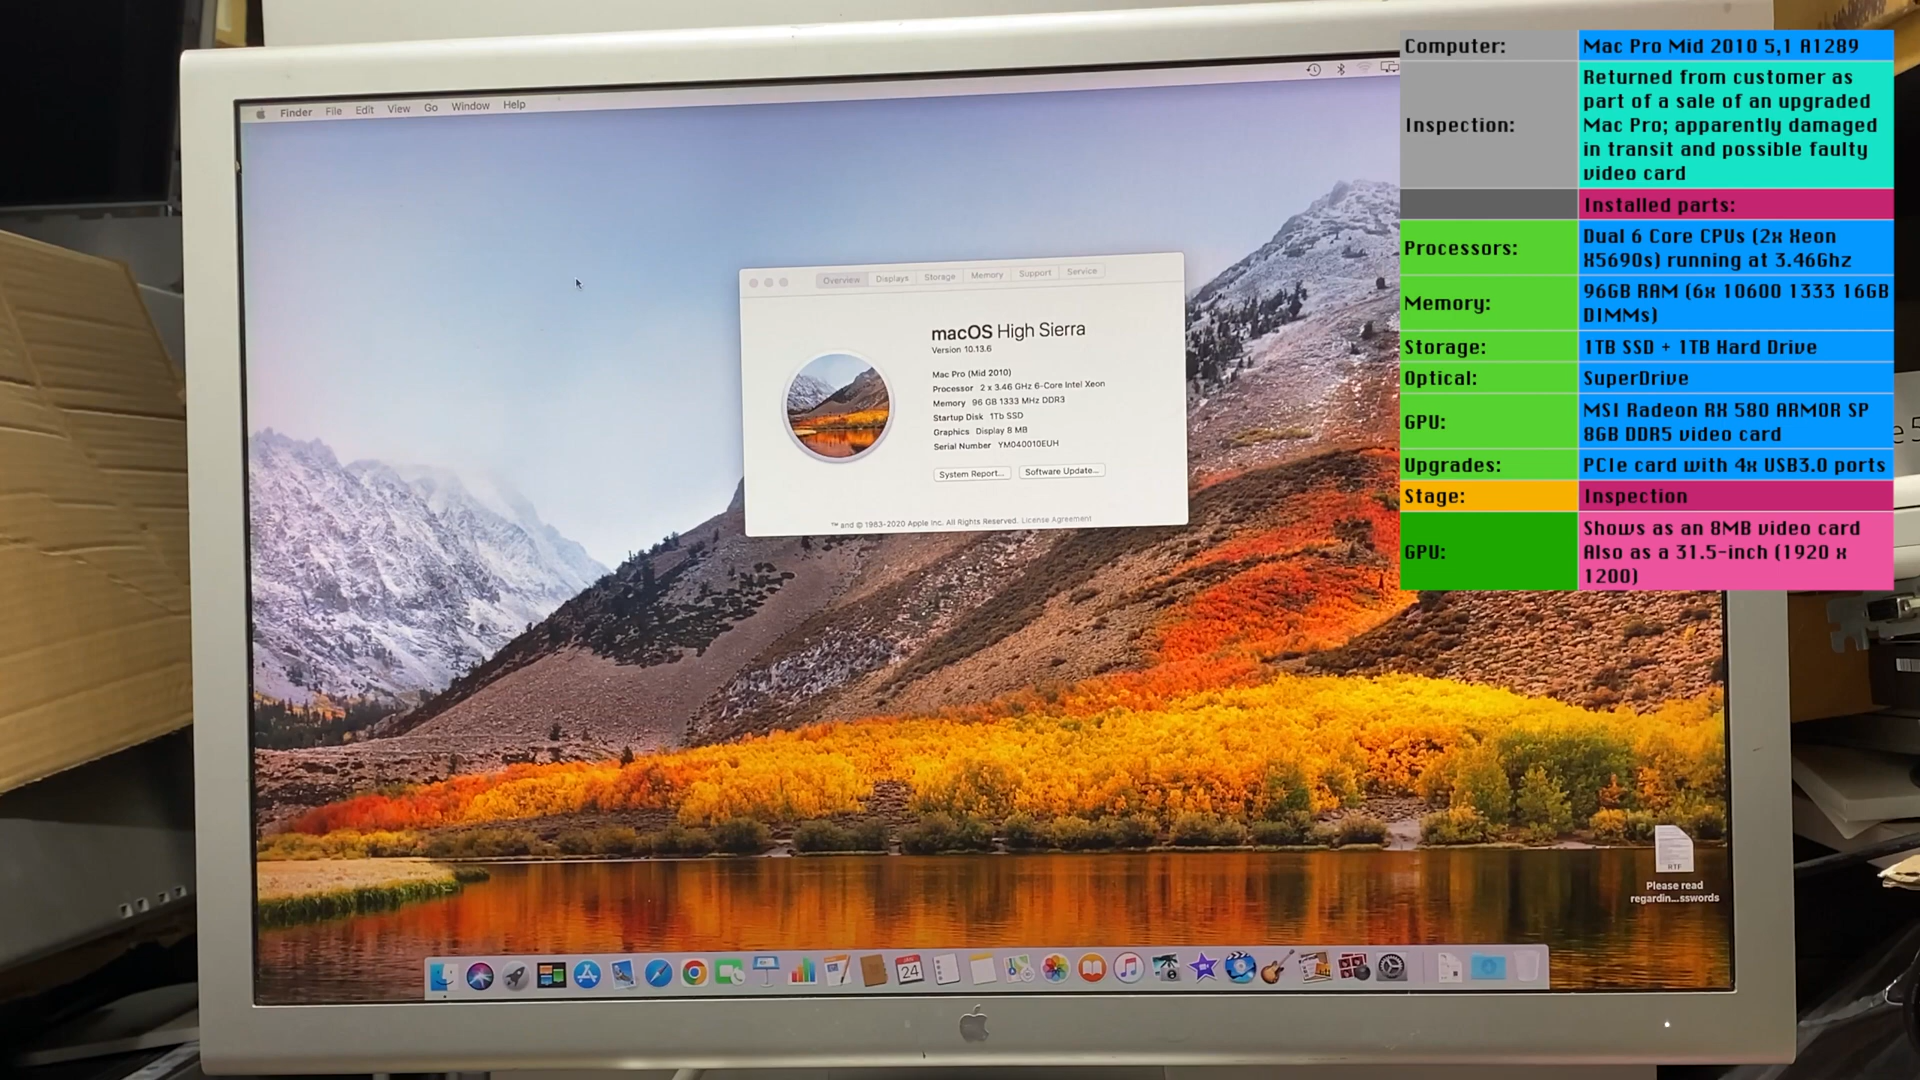 Finder File Edit View Go Window Help
Overview Displays Storage Memory Support Service
macOS High Sierra
Version 10.13.6
Mac Pro (Mid 2010)
Processor 2 x 3.46 GHz 6-Core Intel Xeon
Memory 96 GB 1333 MHz DDR3
Startup Disk 1Tb SSD
Graphics Display 8 MB
Serial Number YM040010EUH
System Report... Software Update...
™ and © 1983-2020 Apple Inc. All Rights Reserved. License Agreement
Computer: Mac Pro Mid 2010 5,1 A1289
Inspection: Returned from customer as
part of a sale of an upgraded
Mac Pro; apparently damaged
in transit and possible faulty
video card
Installed parts:
Processors: Dual 6 Core CPUs (2x Xeon
X5690s) running at 3.46Ghz
Memory: 96GB RAM (6x 10600 1333 16GB
DIMMs)
Storage: 1TB SSD + 1TB Hard Drive
Optical: SuperDrive
GPU: MSI Radeon RX 580 ARMOR SP
8GB DDR5 video card
Upgrades: PCIe card with 4x USB3.0 ports
Stage: Inspection
GPU: Shows as an 8MB video card
Also as a 31.5-inch (1920 x
1200)
RTF
Please read
regardin...sswords
24